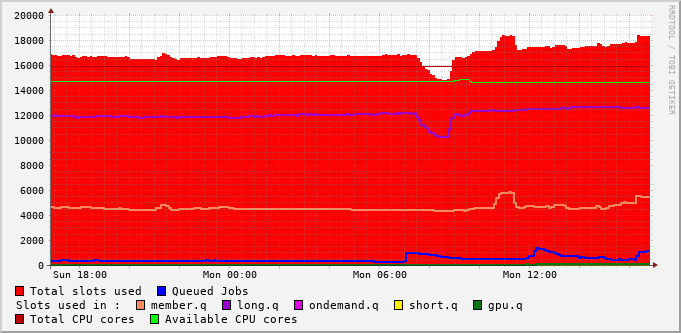 RRDTOOL / TOBI OETIKER
20000
18000
16000
14000
12000
10000
8000
6000
4000
2000
0
Sun 18:00 Mon 00:00 Mon 06:00 Mon 12:00
Total slots used Queued Jobs
Slots used in : member.q long.q ondemand.q short.q gpu.q
Total CPU cores Available CPU cores